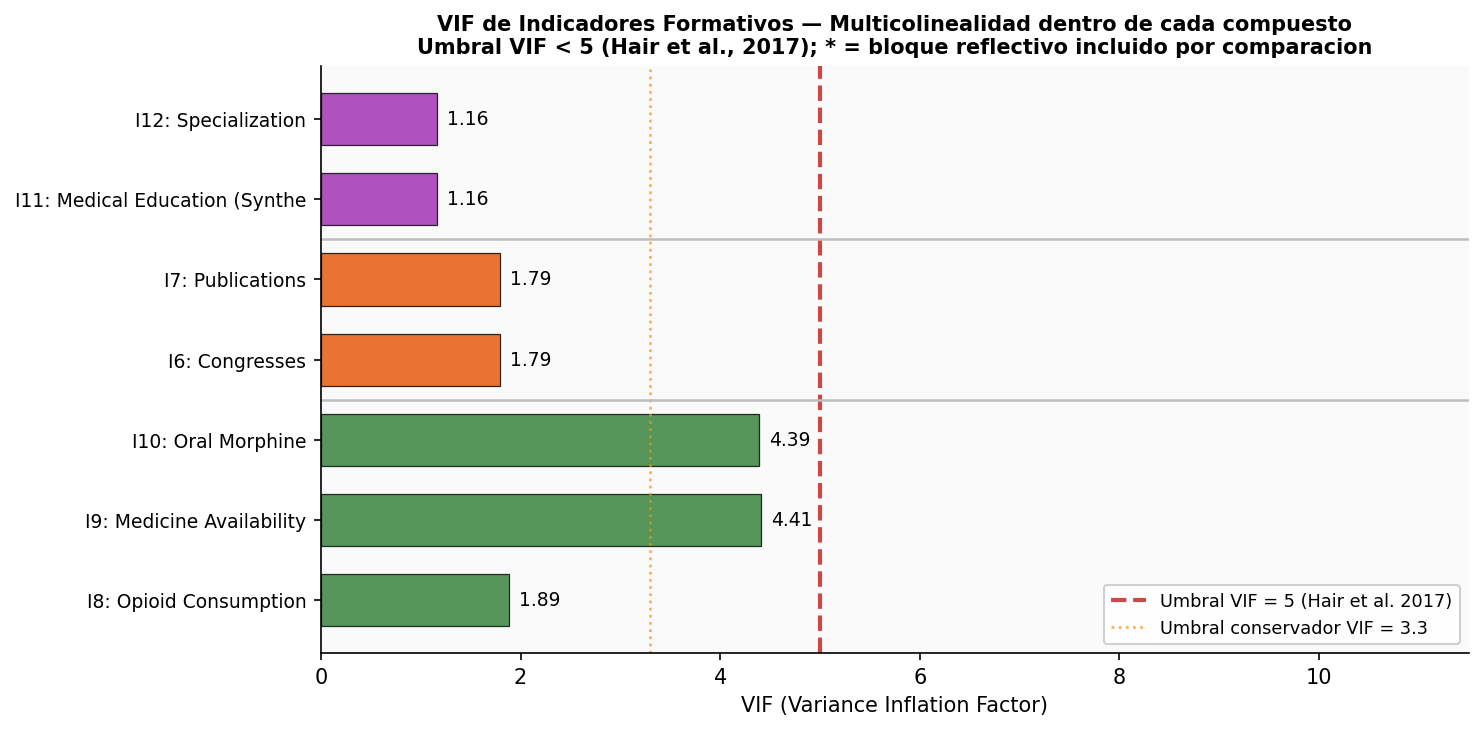 VIF de Indicadores Formativos — Multicolinealidad dentro de cada compuesto
Umbral VIF < 5 (Hair et al., 2017); * = bloque reflectivo incluido por comparacion
I12: Specialization
1.16
I11: Medical Education (Synthe
1.16
I7: Publications
1.79
I6: Congresses
1.79
I10: Oral Morphine
4.39
I9: Medicine Availability
4.41
I8: Opioid Consumption
1.89
Umbral VIF = 5 (Hair et al. 2017)
Umbral conservador VIF = 3.3
0 2 4 6 8 10
VIF (Variance Inflation Factor)